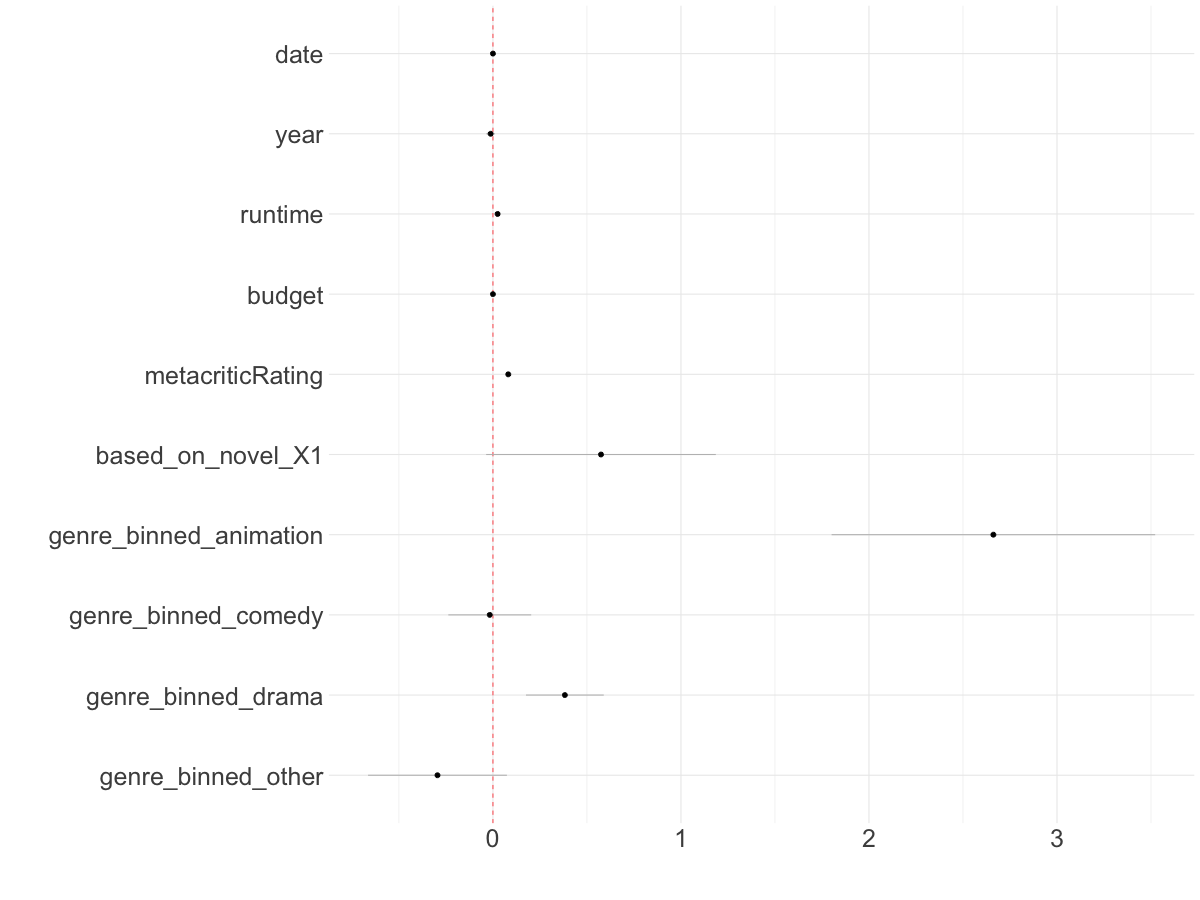 date
year
runtime
budget
metacriticRating
based_on_novel_X1
genre_binned_animation
genre_binned_comedy
genre_binned_drama
genre_binned_other
0 1 2 3